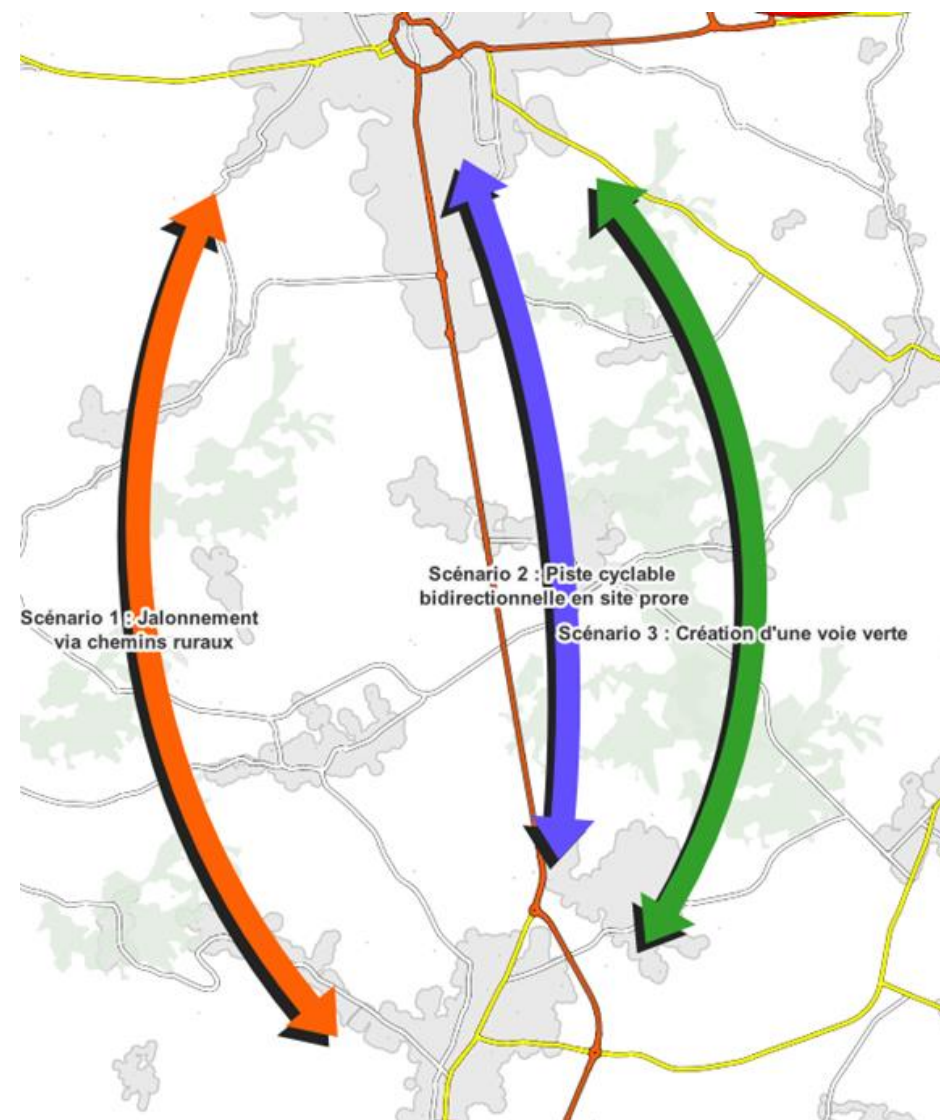 Scénario 2 : Piste cyclable
bidirectionnelle en site prore
Scénario 1 : Jalonnement
via chemins ruraux
Scénario 3 : Création d'une voie verte